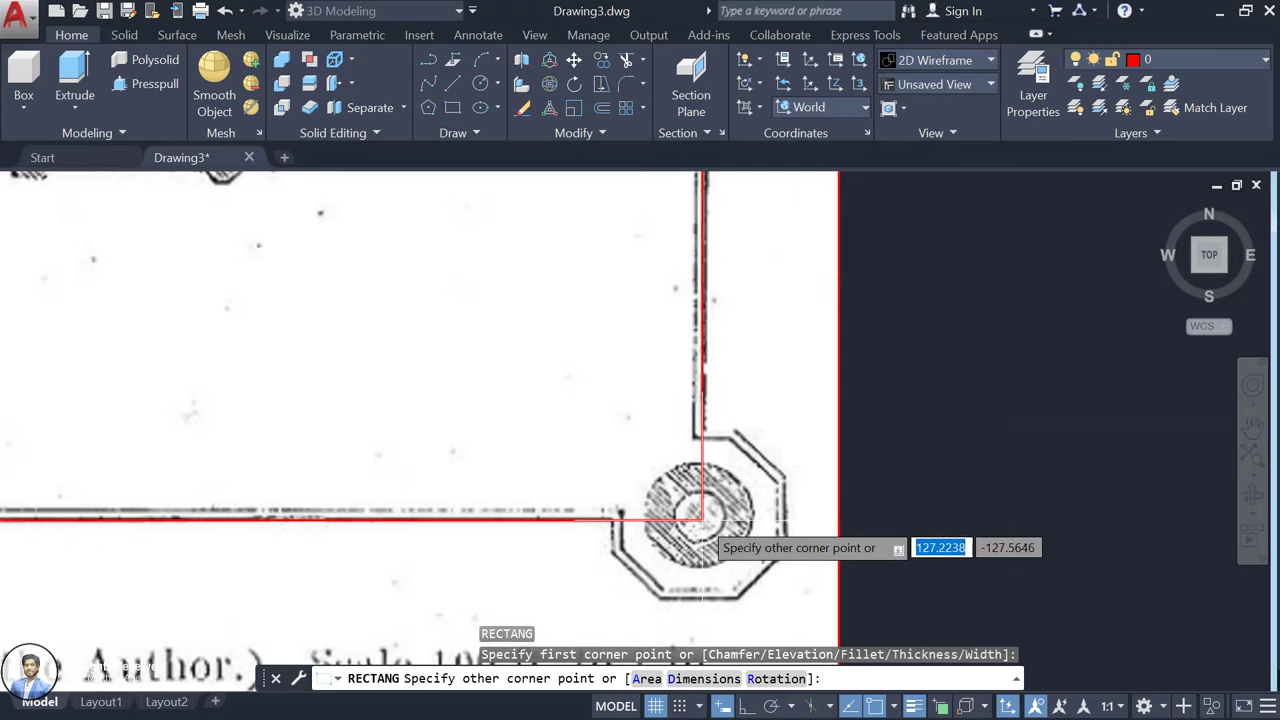 3D Modeling
Drawing3.dwg
Type a keyword or phrase
Sign In
Home
Solid
Surface
Mesh
Visualize
Parametric
Insert
Annotate
View
Manage
Output
Add-ins
Collaborate
Express Tools
Featured Apps
Box
Extrude
Polysolid
Presspull
Smooth
Object
Separate
Section
Plane
World
2D Wireframe
Unsaved View
Layer
Properties
0
Match Layer
Modeling
Mesh
Solid Editing
Draw
Modify
Section
Coordinates
View
Layers
Start
Drawing3*
N
W
TOP
E
S
WCS
Specify other corner point or
127.2238
-127.5646
RECTANG
Specify first corner point or [Chamfer/Elevation/Fillet/Thickness/Width]:
Author.) Scale 10
RECTANG Specify other corner point or [Area Dimensions Rotation]:
Model
Layout1
Layout2
MODEL
1:1